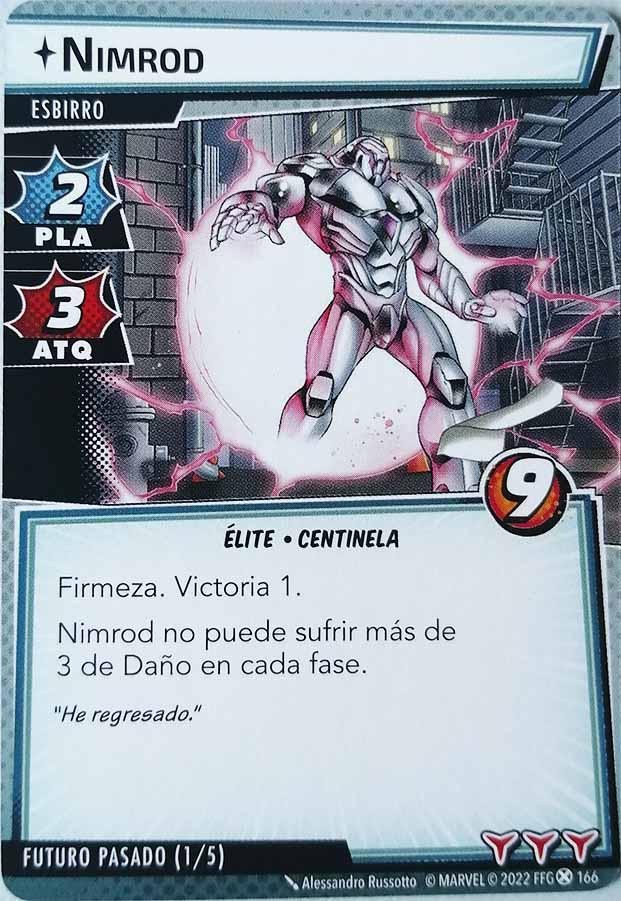 NIMROD
ESBIRRO
2
PLA
3
ATQ
9
ÉLITE • CENTINELA
Firmeza. Victoria 1.
Nimrod no puede sufrir más de
3 de Daño en cada fase.
"He regresado."
FUTURO PASADO (1/5)
Alessandro Russotto © MARVEL © 2022 FFG 166